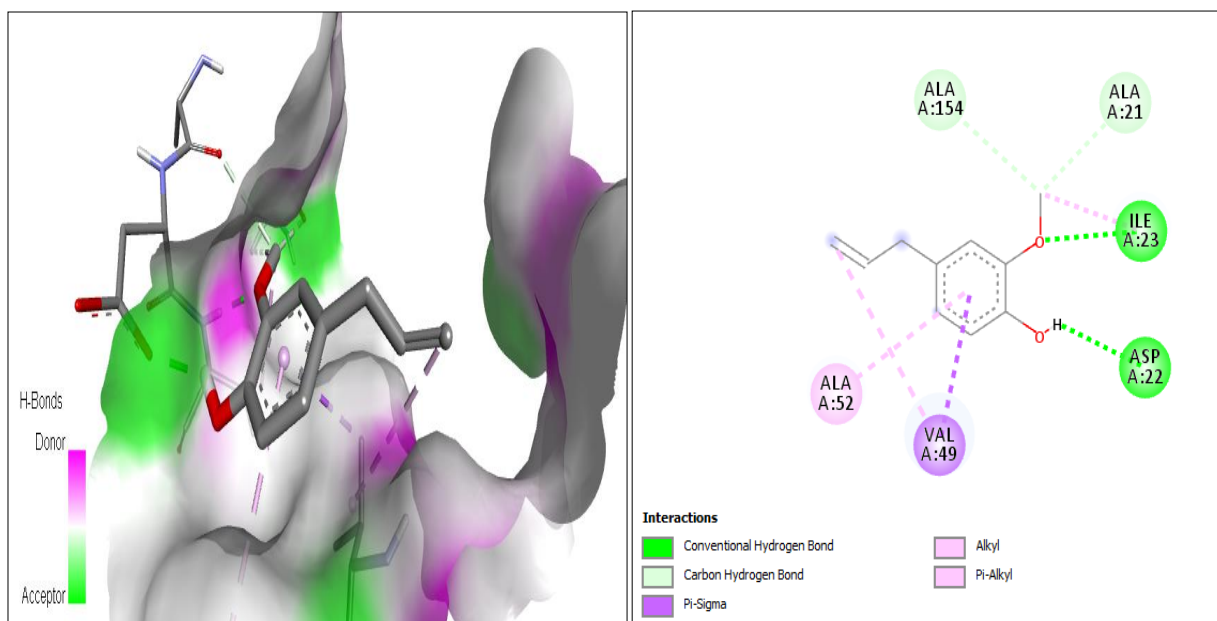 H-Bonds
Donor
Acceptor
ALA
A:154
ALA
A:21
ILE
A:23
O
H
O
ASP
A:22
ALA
A:52
VAL
A:49
Interactions
Conventional Hydrogen Bond
Carbon Hydrogen Bond
Pi-Sigma
Alkyl
Pi-Alkyl